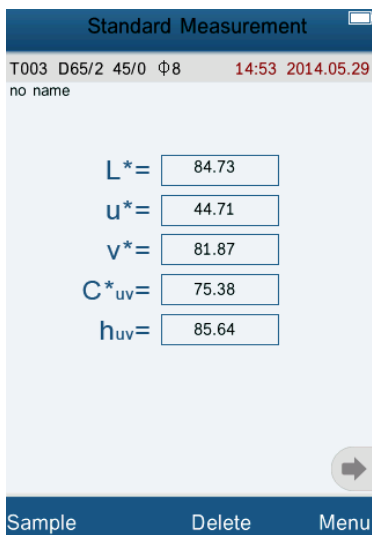 Standard Measurement
T003 D65/2 45/0 Φ8 14:53 2014.05.29
no name
L*= 84.73
u*= 44.71
v*= 81.87
C*uv= 75.38
huv= 85.64
Sample Delete Menu